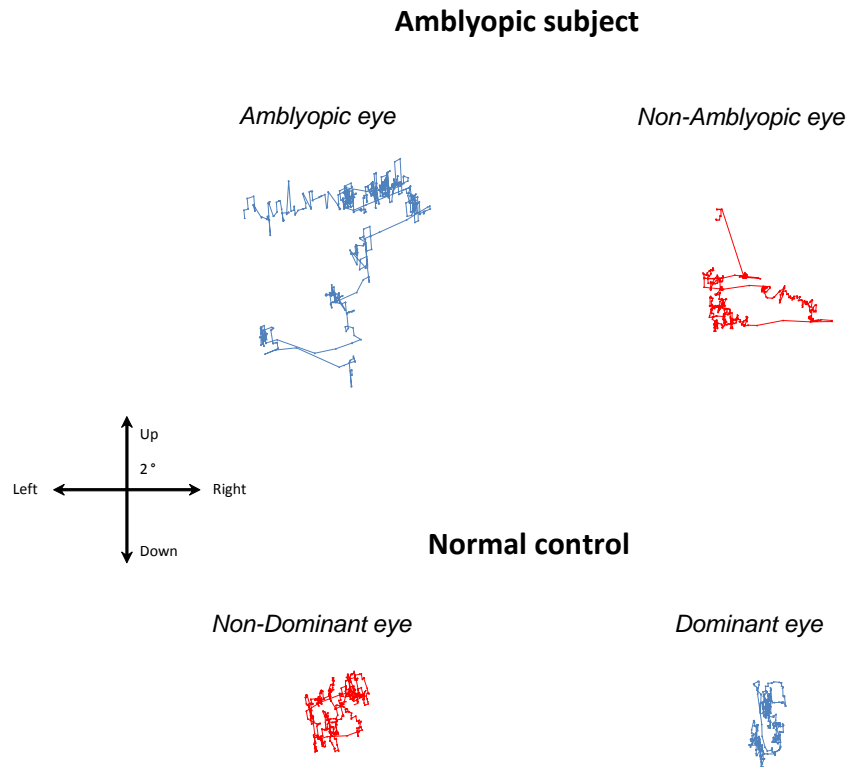 Amblyopic subject
Amblyopic eye
Non-Amblyopic eye
Up
2 °
Left
Right
Down
Normal control
Non-Dominant eye
Dominant eye